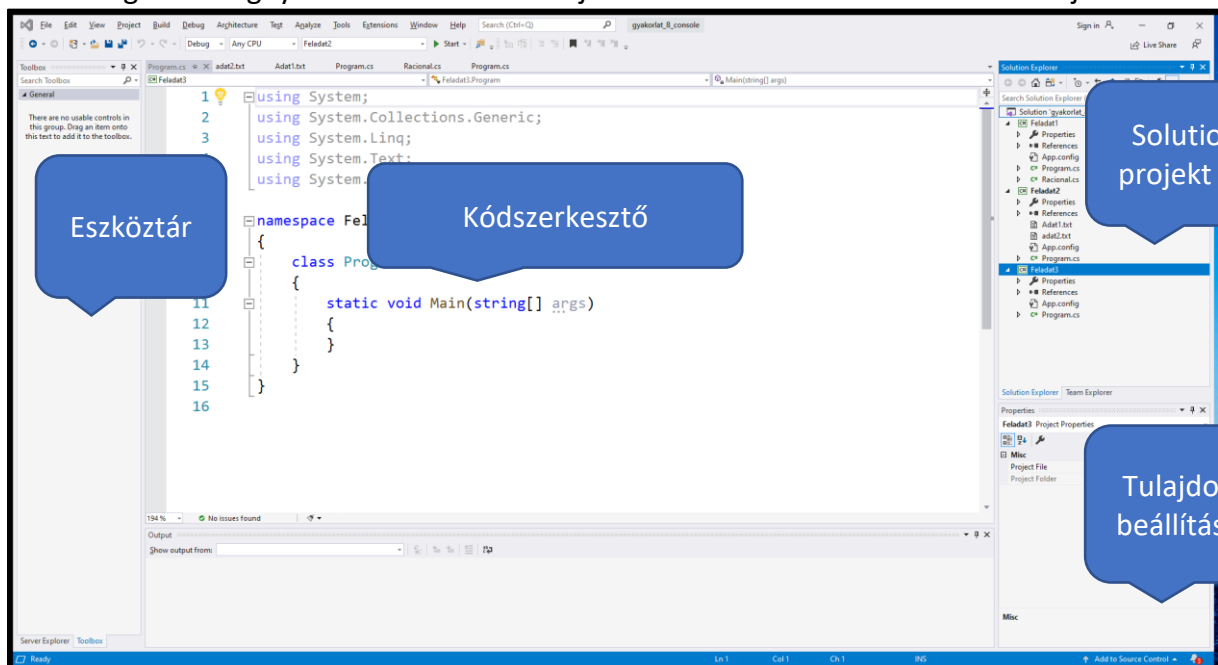 File Edit View Project Build Debug Architecture Test Analyze Tools Extensions Window Help Search (Ctrl+Q) gyakorlat_8_console Sign in
Debug Any CPU Feladat2 Start Live Share
Toolbox
Search Toolbox
General
There are no usable controls in
this group. Drag an item onto
this text to add it to the toolbox.
Eszköztár
Server Explorer Toolbox
Program.cs adat2.txt Adat1.txt Program.cs Racional.cs Program.cs
Feladat3 Feladat3.Program Main(string[] args)
1 using System;
2 using System.Collections.Generic;
3 using System.Linq;
using System.Text;
using System.
namespace Fel
{
class Prog
{
11 static void Main(string[] args)
12 {
13 }
14 }
15 }
16
Kódszerkesztő
194 % No issues found
Output
Show output from:
Solution Explorer
Search Solution Explorer
Solution 'gyakorlat_
Feladat1
Properties
References
App.config
Program.cs
Racional.cs
Feladat2
Properties
References
Adat1.txt
adat2.txt
App.config
Program.cs
Feladat3
Properties
References
App.config
Program.cs
Solutio
projekt
Solution Explorer Team Explorer
Properties
Feladat3 Project Properties
Misc
Project File
Project Folder
Tulajdo
beállítás
Misc
Ready Ln 1 Col 1 Ch 1 INS Add to Source Control